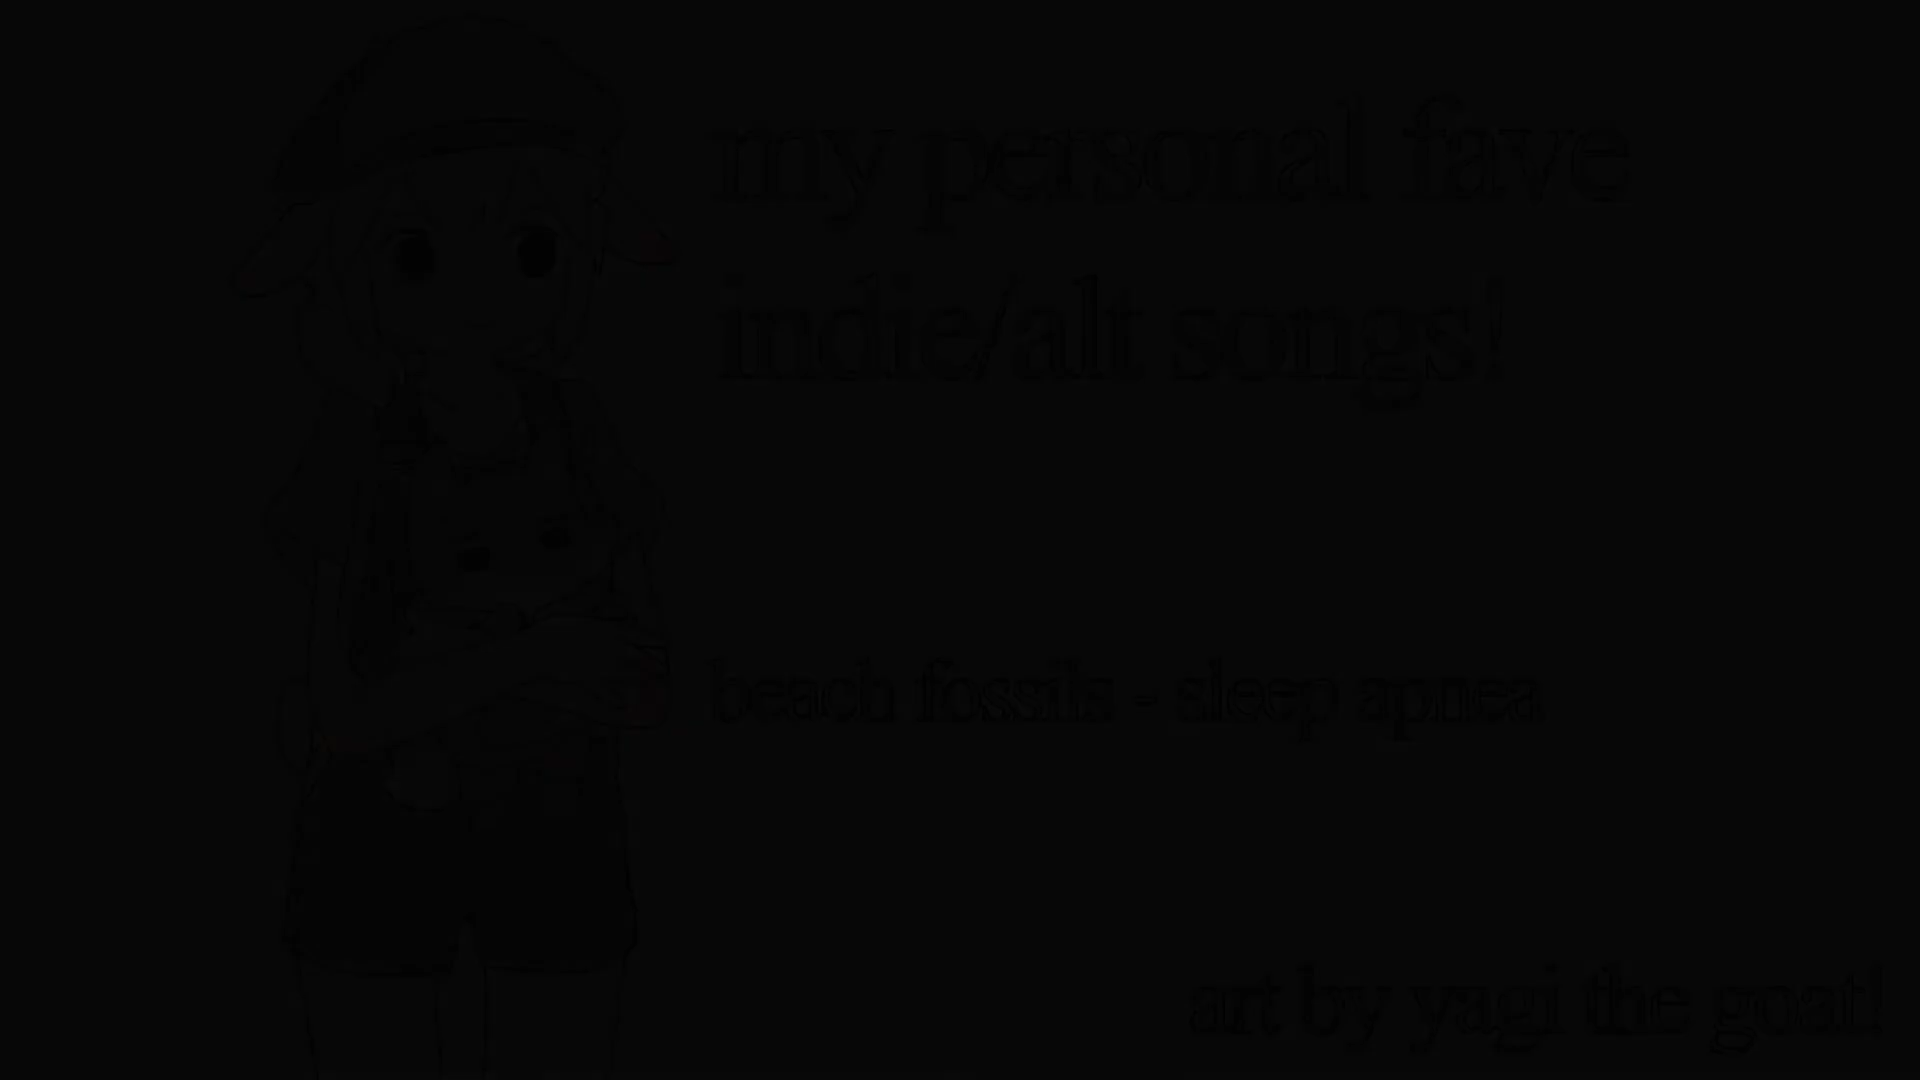 my personal fave
indie/alt songs!
beach fossils - sleep apnea
art by yagi the goat!